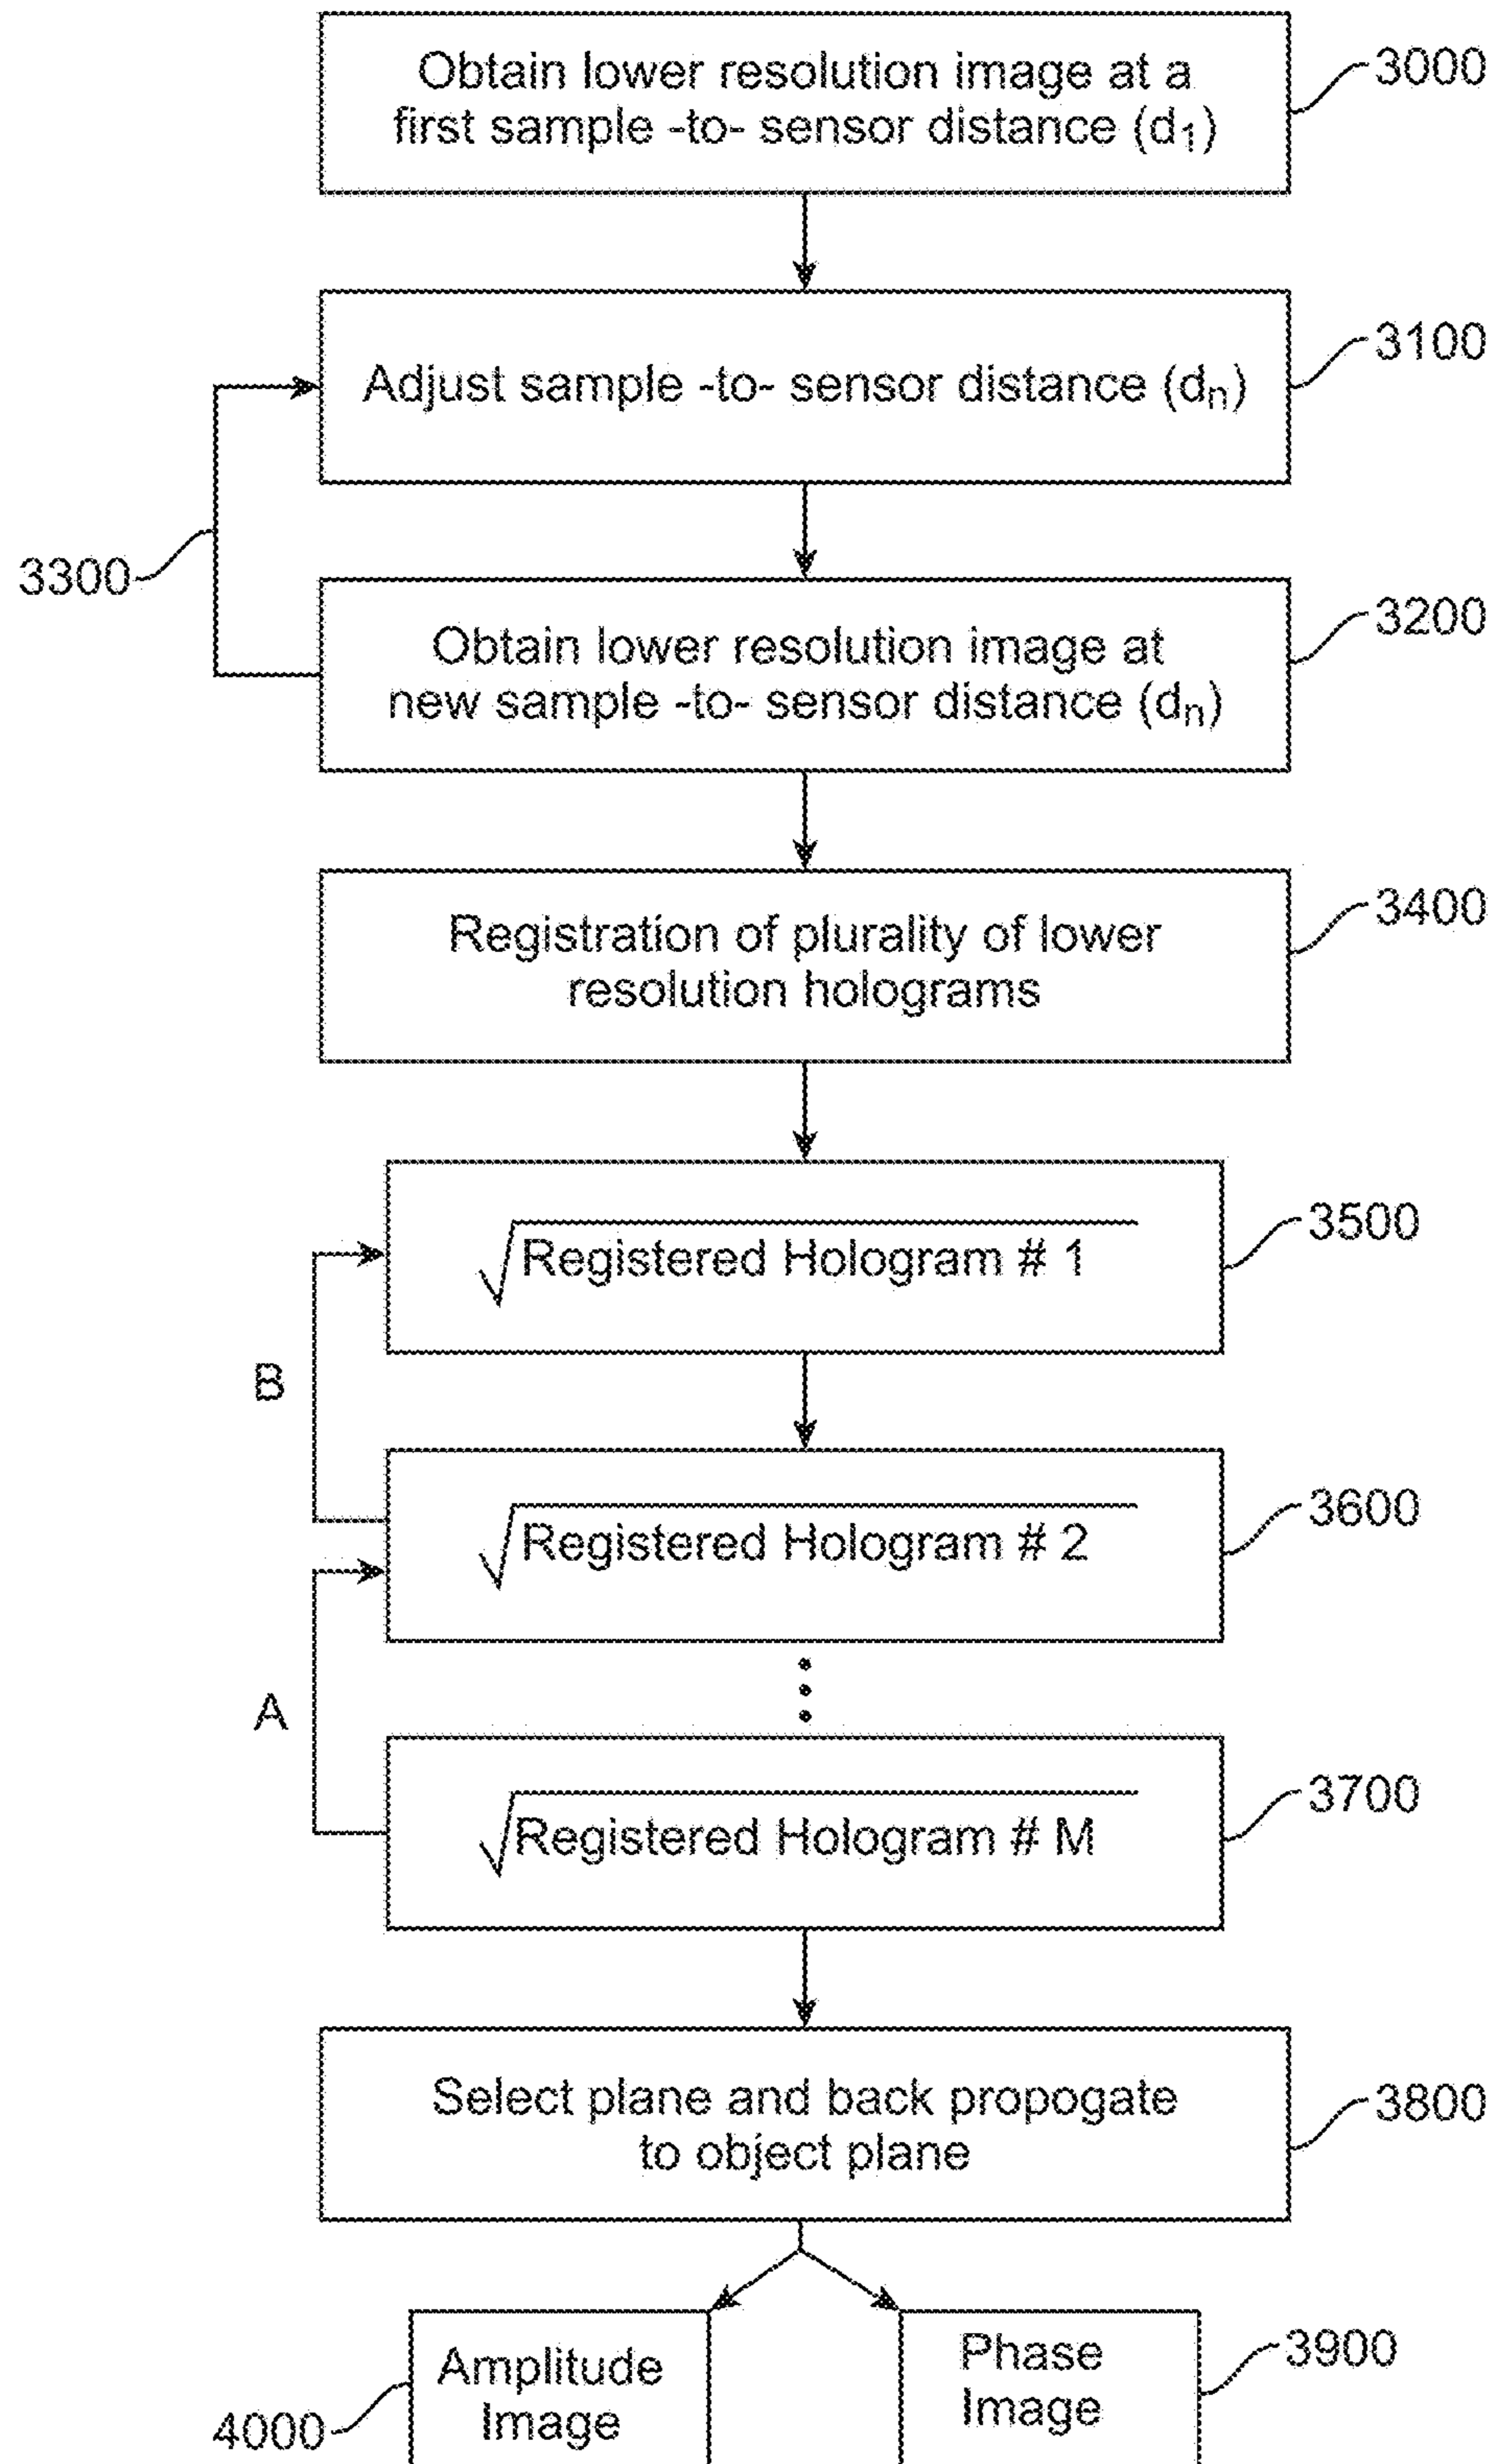 Obtain lower resolution image at a
first sample -to- sensor distance (d₁)
3000
Adjust sample -to- sensor distance (dₙ)
3100
3300
Obtain lower resolution image at
new sample -to- sensor distance (dₙ)
3200
Registration of plurality of lower
resolution holograms
3400
√Registered Hologram # 1
3500
B
√Registered Hologram # 2
3600
A
√Registered Hologram # M
3700
Select plane and back propogate
to object plane
3800
Amplitude
Image
4000
Phase
Image
3900